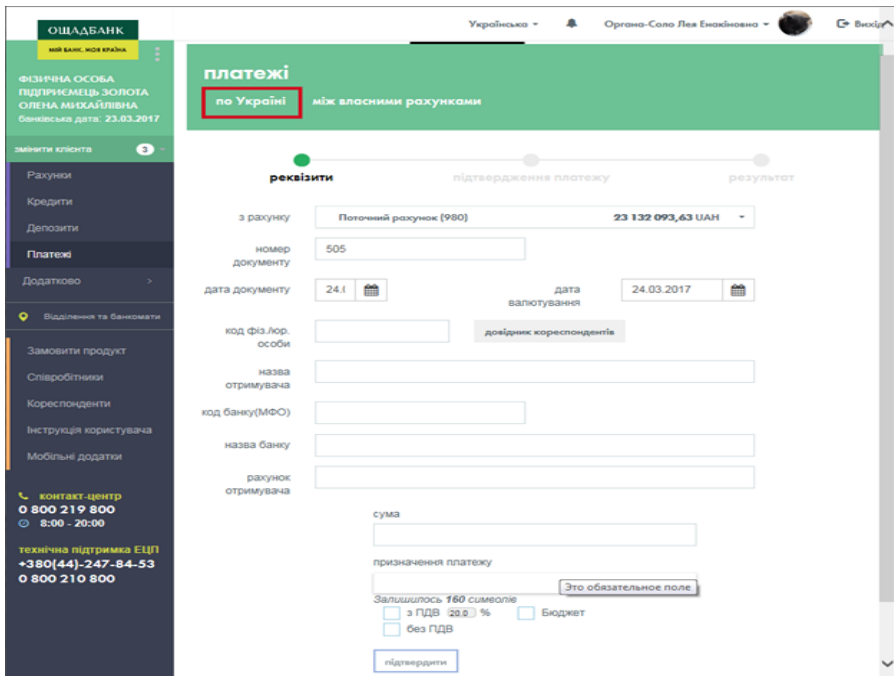 ОЩАДБАНК
МІЙ БАНК. МОЯ КРАЇНА
Українська
Органа-Соло Лея Енакіновна
Вихід
ФІЗИЧНА ОСОБА
ПІДПРИЄМЕЦЬ ЗОЛОТА
ОЛЕНА МИХАЙЛІВНА
банківська дата: 23.03.2017
змінити клієнта 3
Рахунки
Кредити
Депозити
Платежі
Додатково >
Відділення та банкомати
Замовити продукт
Співробітники
Кореспонденти
Інструкція користувача
Мобільні додатки
контакт-центр
0 800 219 800
8:00 - 20:00
технічна підтримка ЕЦП
+380(44)-247-84-53
0 800 210 800
платежі
по Україні між власними рахунками
реквізити підтвердження платежу результат
з рахунку Поточний рахунок (980) 23 132 093,63 UAH
номер
документу 505
дата документу 24.( дата
валютування 24.03.2017
код фіз./юр.
особи довідник кореспондентів
назва
отримувача
код банку(МФО)
назва банку
рахунок
отримувача
сума
призначення платежу
Это обязательное поле
Залишилось 160 символів
з ПДВ 20.0 % Бюджет
без ПДВ
підтвердити